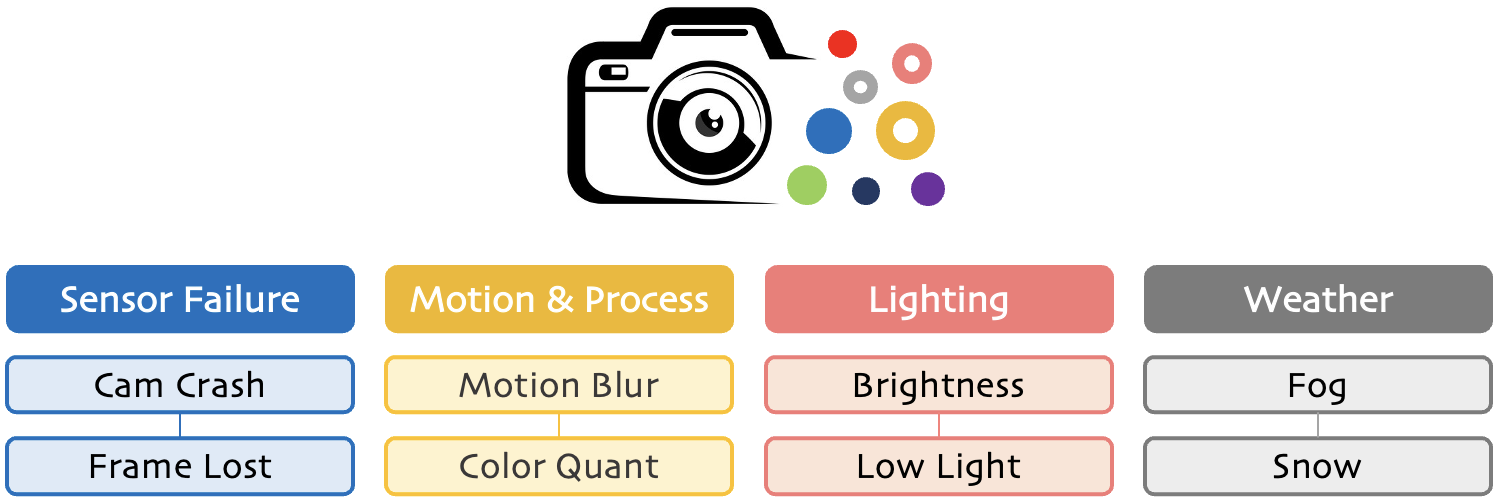 Sensor Failure
Motion & Process
Lighting
Weather
Cam Crash
Motion Blur
Brightness
Fog
Frame Lost
Color Quant
Low Light
Snow